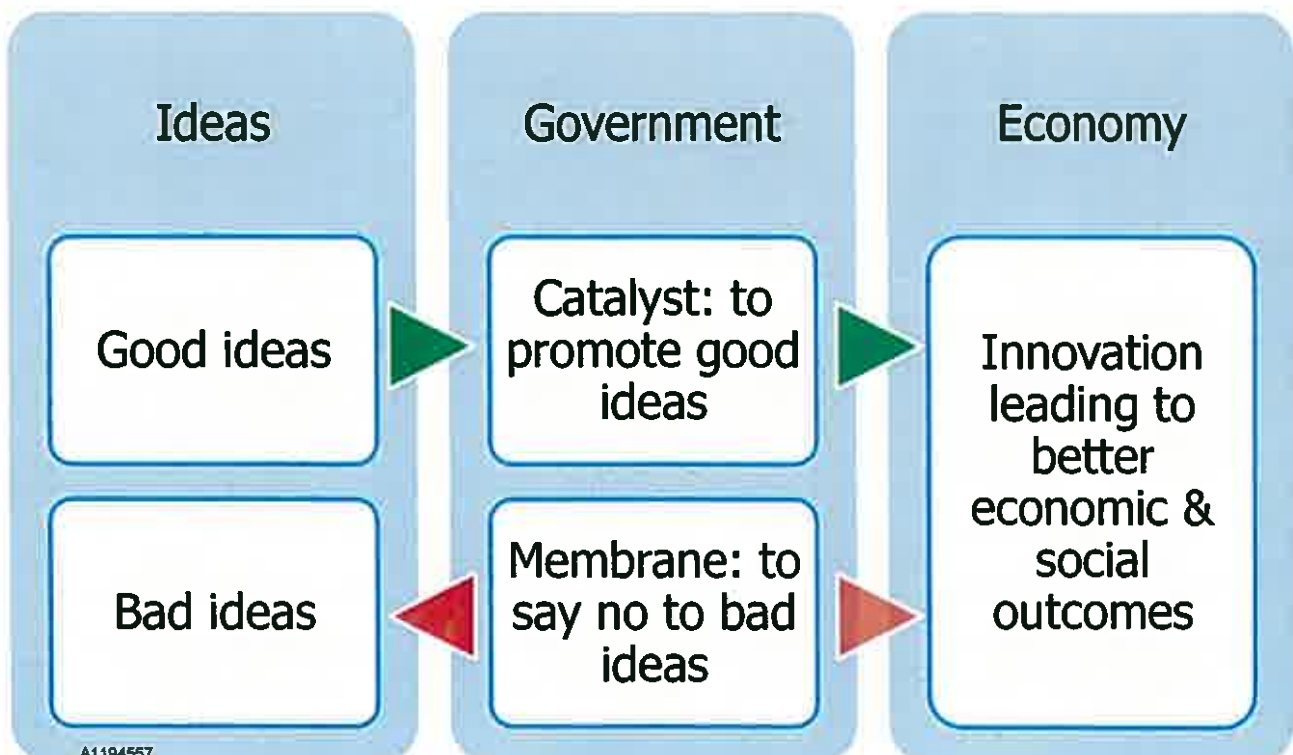 Ideas
Government
Economy
Good ideas
Catalyst: to
promote good
ideas
Innovation
leading to
better
economic &
social
outcomes
Bad ideas
Membrane: to
say no to bad
ideas
A1194557